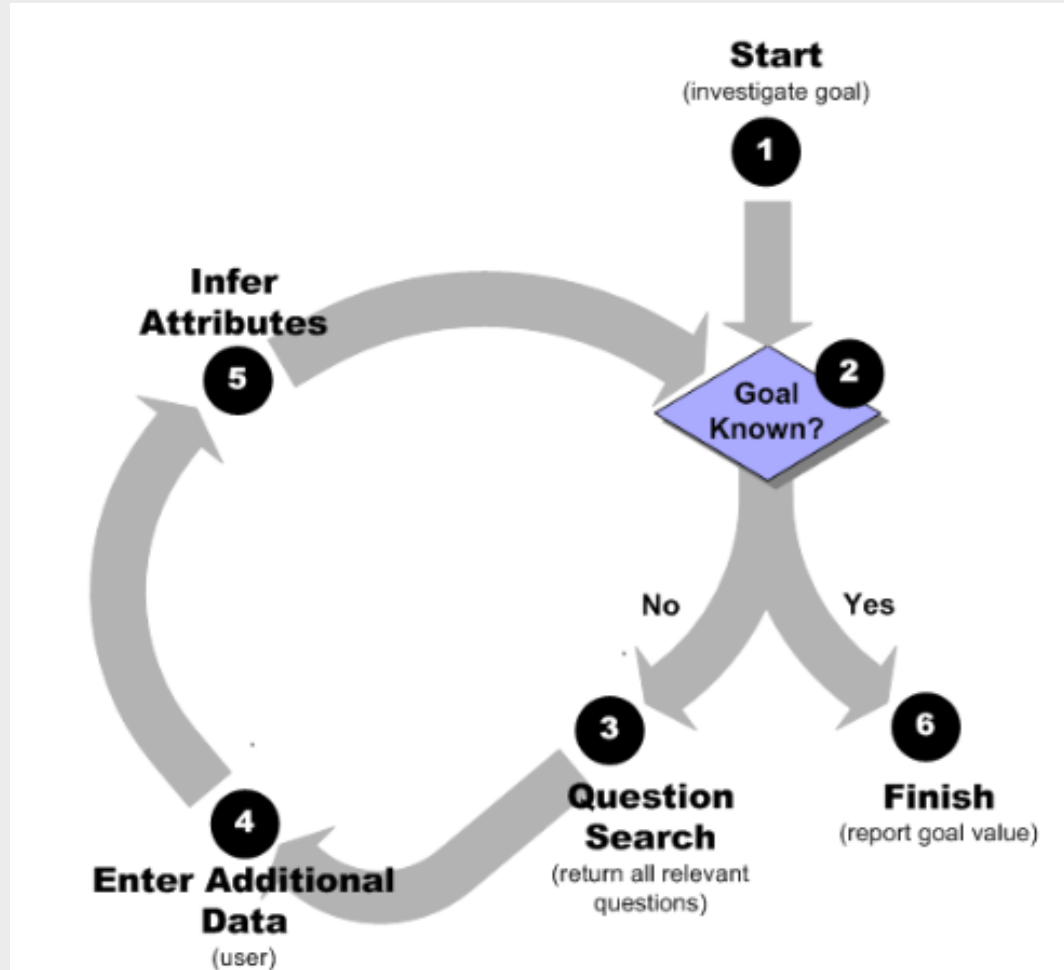 Start
(investigate goal)
1
Infer
Attributes
5
2
Goal
Known?
No
Yes
3
Question
Search
(return all relevant
questions)
6
Finish
(report goal value)
4
Enter Additional
Data
(user)